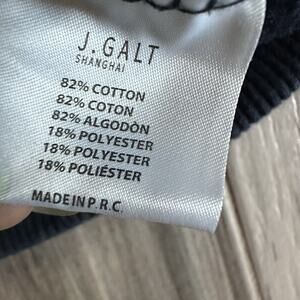 J.GALT
SHANGHAI
82% COTTON
82% COTON
82% ALGODÒN
18% POLYESTER
18% POLYESTER
18% POLIÉSTER
MADE IN P.R.C.